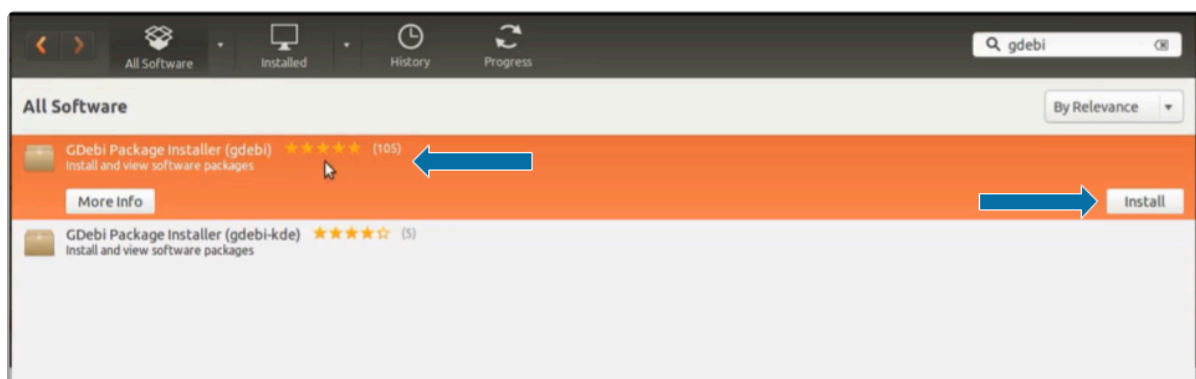 All Software
Installed
History
Progress
gdebi
All Software
By Relevance
GDebi Package Installer (gdebi) (105)
Install and view software packages
More Info
Install
GDebi Package Installer (gdebi-kde) (5)
Install and view software packages